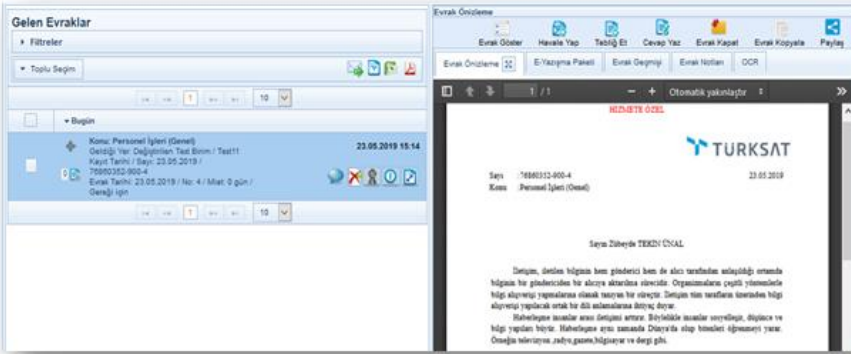 Gelen Evraklar
Filtreler
Toplu Seçim
1
10
Bugün
Konu: Personel İşleri (Genel)
23.05.2019 15:14
Geldiği Yer: Değiştirilen Test Birim / Test11
Kayıt Tarihi / Sayı: 23.05.2019 /
76860352-900-4
Evrak Tarihi: 23.05.2019 / No: 4 / Miat: 0 gün /
Gereği için
0
1
10
Evrak Önizleme
Evrak Göster
Havale Yap
Tebliğ Et
Cevap Yaz
Evrak Kapat
Evrak Kopyala
Paylaş
Evrak Önizleme
E-Yazışma Paketi
Evrak Geçmişi
Evrak Notları
OCR
1 / 1
Otomatik yakınlaştır
HİZMETE ÖZEL
TÜRKSAT
Sayı :76860352-900-4 23.05.2019
Konu :Personel İşleri (Genel)
Sayın Zübeyde TEKİN ÜNAL
İletişim, iletilen bilginin hem gönderici hem de alıcı tarafından anlaşıldığı ortamda
bilginin bir göndericiden bir alıcıya aktarılma sürecidir. Organizmaların çeşitli yöntemlerle
bilgi alışverişi yapmalarına olanak tanıyan bir süreçtir. İletişim tüm tarafların üzerinden bilgi
alışverişi yapılacak ortak bir dili anlamalarına ihtiyaç duyar.
Haberleşme insanlar arası iletişimi arttırır. Böylelikle insanlar sosyelleşir, düşünce ve
bilgi yapıları büyür. Haberleşme aynı zamanda Dünya'da olup bitenleri öğrenmeyi yarar.
Örneğin televizyon ,radyo,gazete,bilgisayar ve dergi gibi.